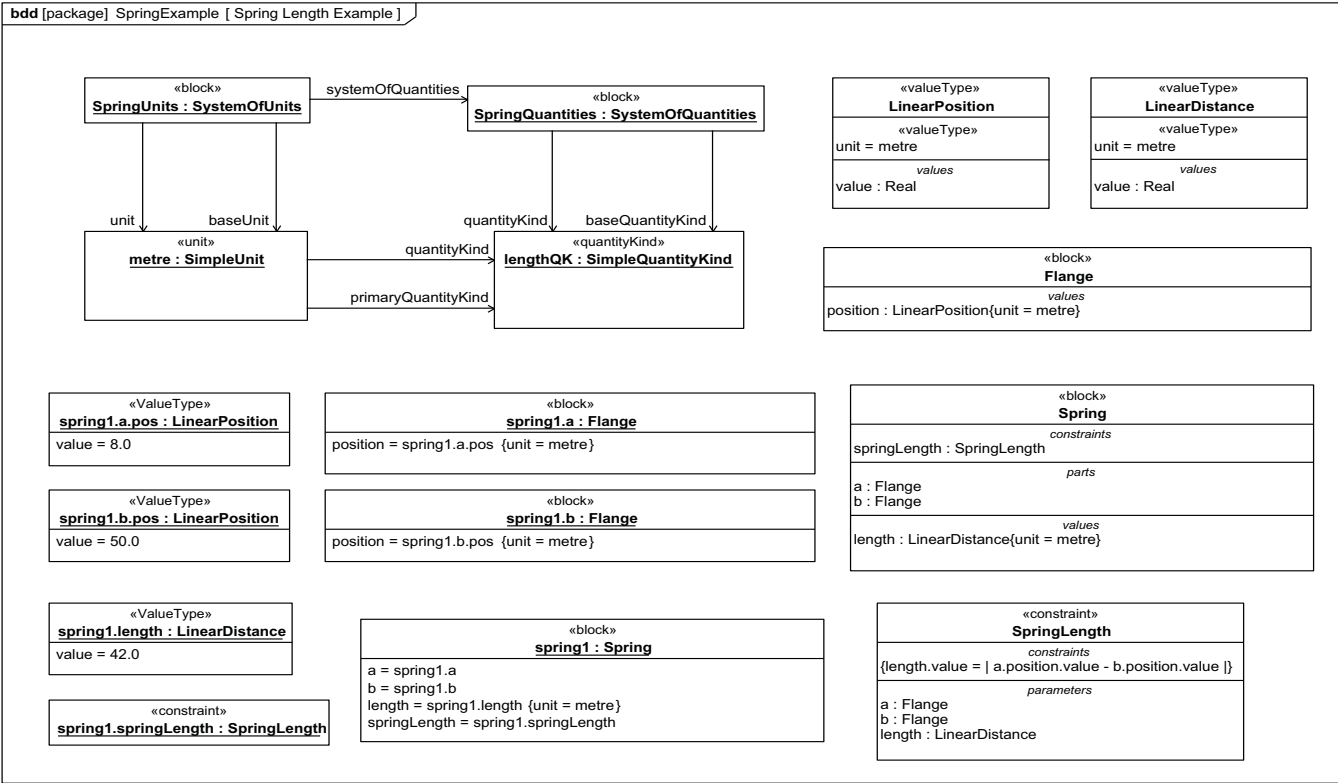 bdd [package] SpringExample [ Spring Length Example ]
«block»
SpringUnits : SystemOfUnits
systemOfQuantities
«block»
SpringQuantities : SystemOfQuantities
unit
baseUnit
quantityKind
baseQuantityKind
«unit»
metre : SimpleUnit
quantityKind
primaryQuantityKind
«quantityKind»
lengthQK : SimpleQuantityKind
«valueType»
LinearPosition
«valueType»
unit = metre
values
value : Real
«valueType»
LinearDistance
«valueType»
unit = metre
values
value : Real
«block»
Flange
values
position : LinearPosition{unit = metre}
«ValueType»
spring1.a.pos : LinearPosition
value = 8.0
«block»
spring1.a : Flange
position = spring1.a.pos {unit = metre}
«block»
Spring
constraints
springLength : SpringLength
parts
a : Flange
b : Flange
values
length : LinearDistance{unit = metre}
«ValueType»
spring1.b.pos : LinearPosition
value = 50.0
«block»
spring1.b : Flange
position = spring1.b.pos {unit = metre}
«ValueType»
spring1.length : LinearDistance
value = 42.0
«constraint»
spring1.springLength : SpringLength
«block»
spring1 : Spring
a = spring1.a
b = spring1.b
length = spring1.length {unit = metre}
springLength = spring1.springLength
«constraint»
SpringLength
constraints
{length.value = | a.position.value - b.position.value |}
parameters
a : Flange
b : Flange
length : LinearDistance